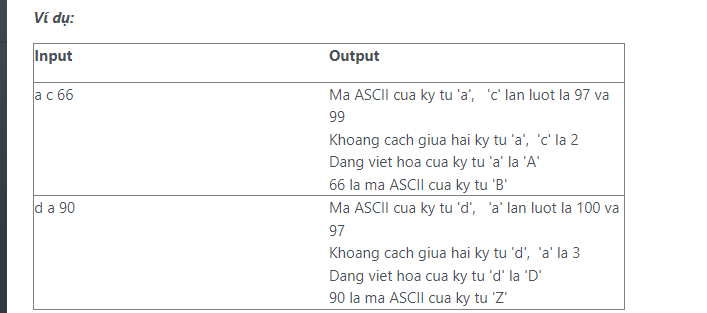 Ví dụ:
Input Output
a c 66 Ma ASCII cua ky tu 'a', 'c' lan luot la 97 va
99
Khoang cach giua hai ky tu 'a', 'c' la 2
Dang viet hoa cua ky tu 'a' la 'A'
66 la ma ASCII cua ky tu 'B'
d a 90 Ma ASCII cua ky tu 'd', 'a' lan luot la 100 va
97
Khoang cach giua hai ky tu 'd', 'a' la 3
Dang viet hoa cua ky tu 'd' la 'D'
90 la ma ASCII cua ky tu 'Z'